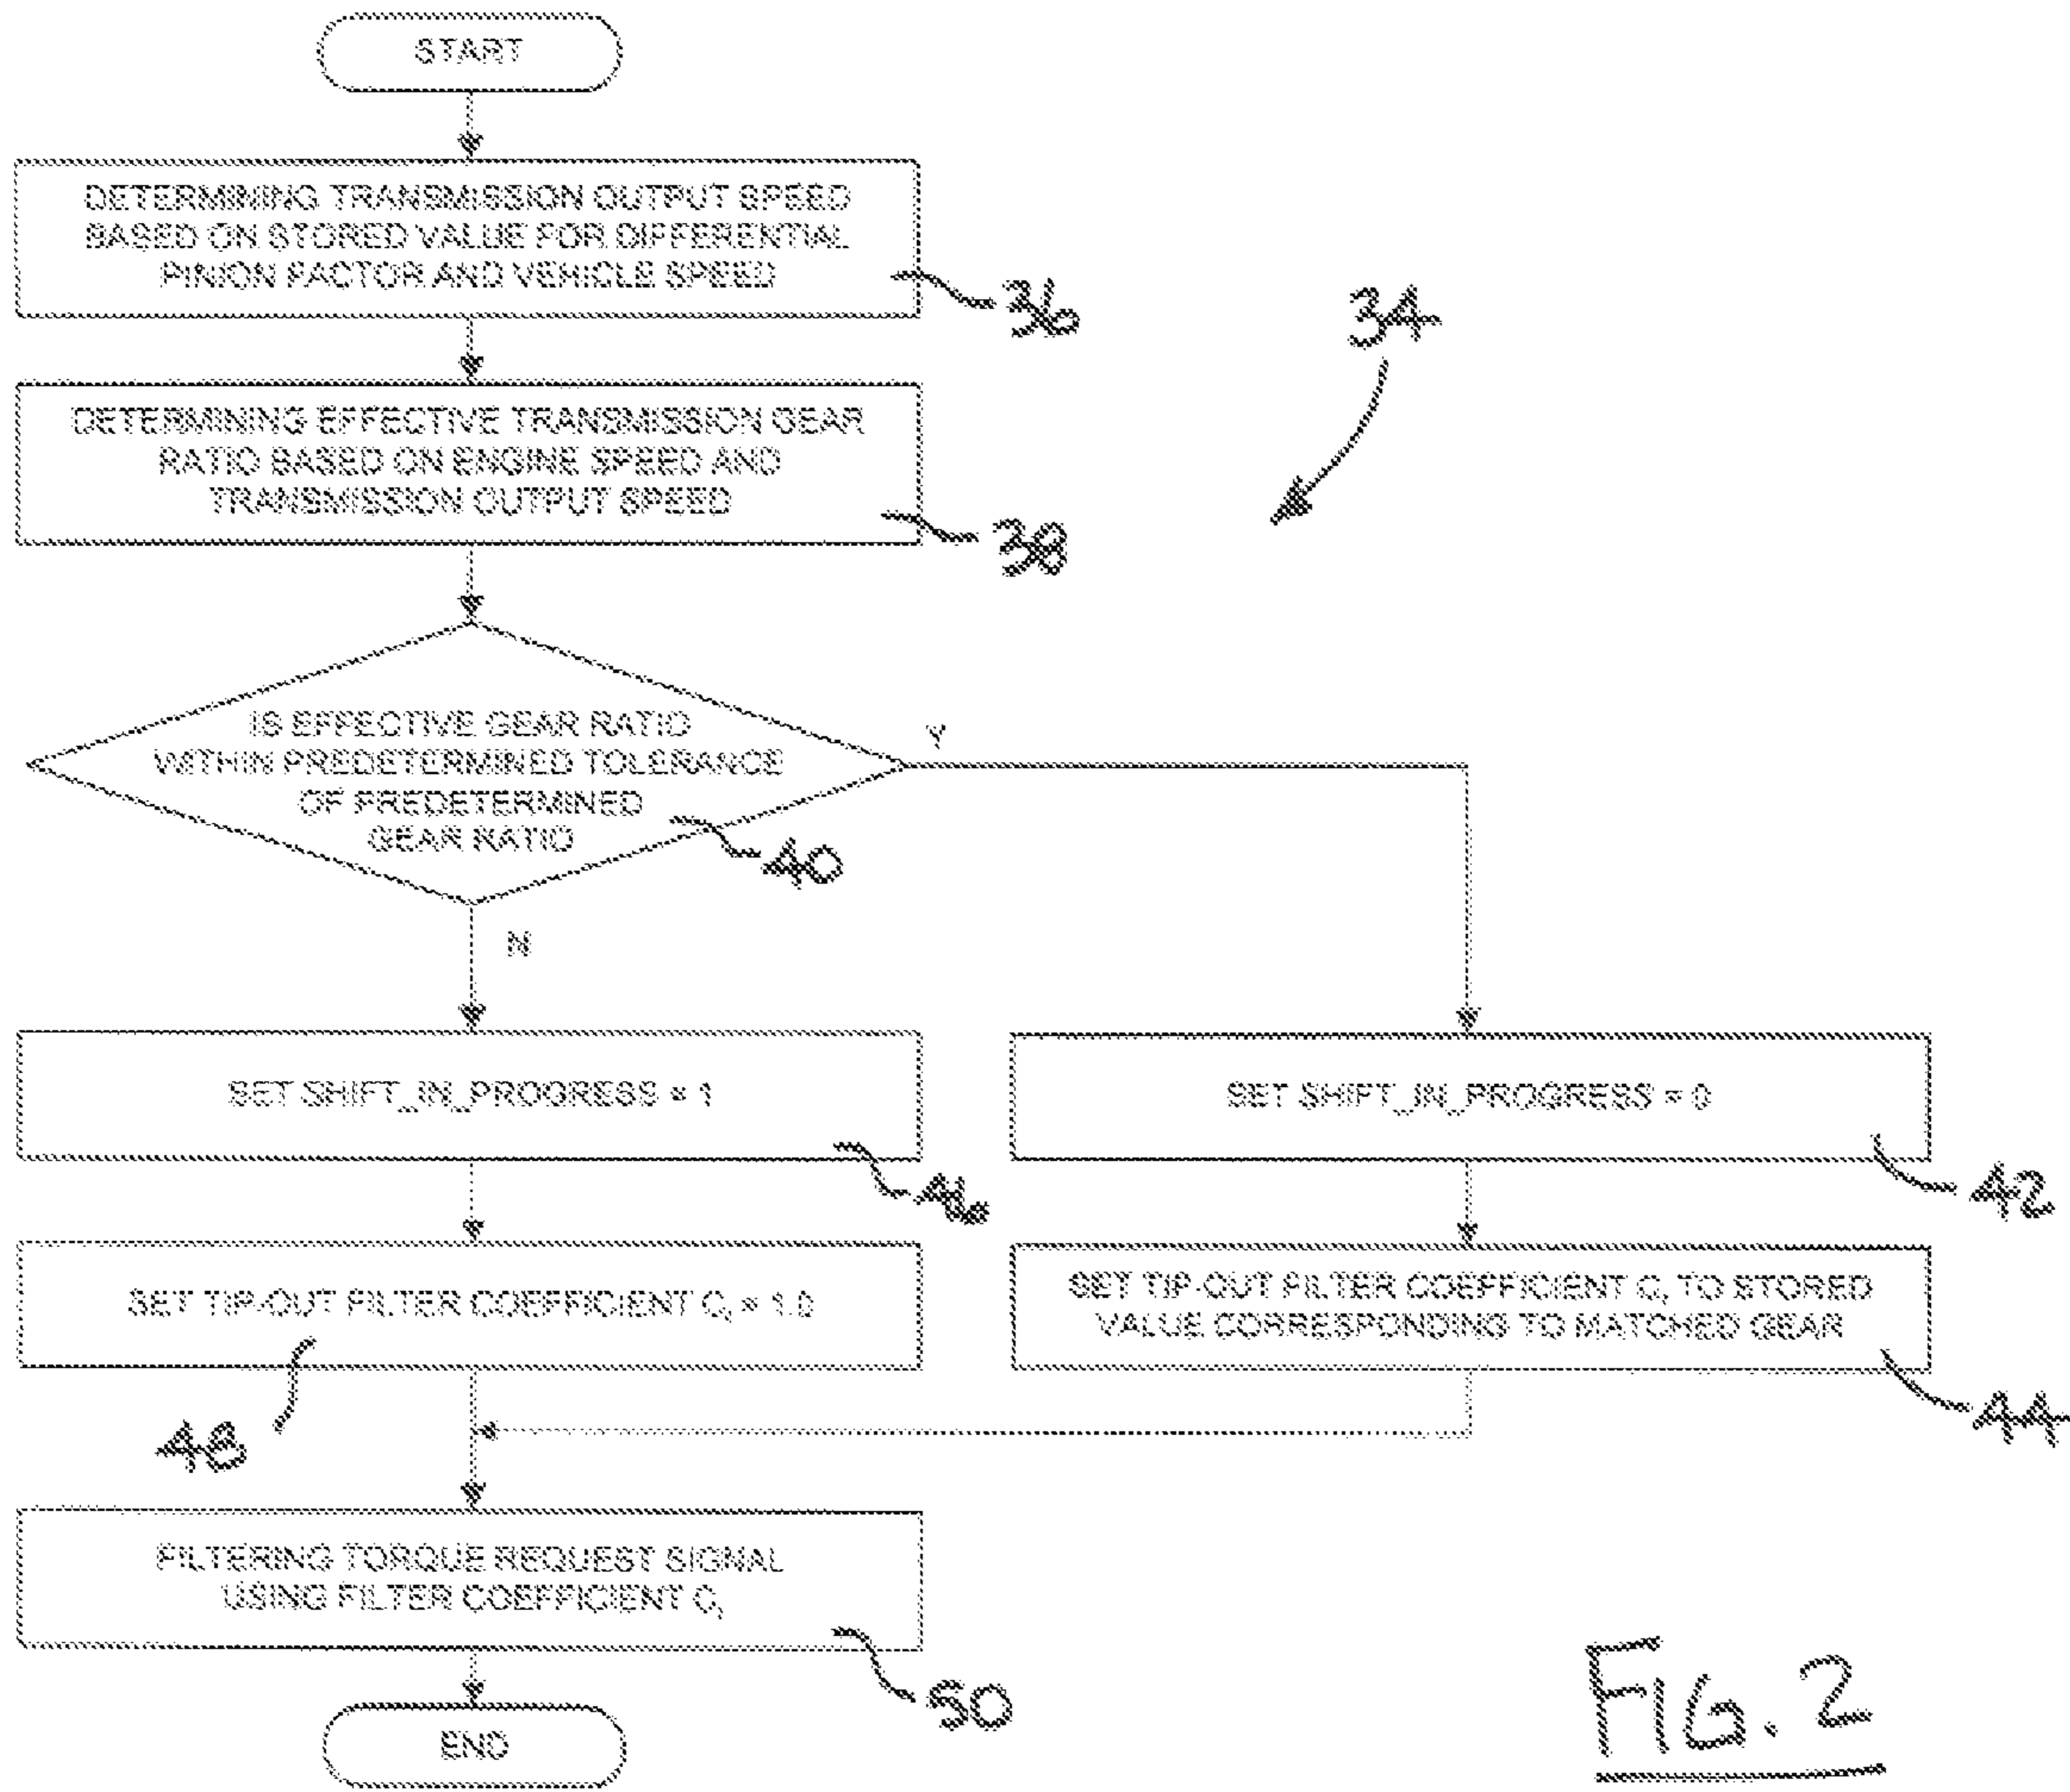 START
DETERMINING TRANSMISSION OUTPUT SPEED
BASED ON STORED VALUE FOR DIFFERENTIAL
PINION FACTOR AND VEHICLE SPEED
36
34
DETERMINING EFFECTIVE TRANSMISSION GEAR
RATIO BASED ON ENGINE SPEED AND
TRANSMISSION OUTPUT SPEED
38
IS EFFECTIVE GEAR RATIO
WITHIN PREDETERMINED TOLERANCE
OF PREDETERMINED
GEAR RATIO
Y
40
N
SET SHIFT_IN_PROGRESS = 1
46
SET SHIFT_IN_PROGRESS = 0
42
SET TIP-OUT FILTER COEFFICIENT Cf = 1.0
48
SET TIP-OUT FILTER COEFFICIENT Cf TO STORED
VALUE CORRESPONDING TO MATCHED GEAR
44
FILTERING TORQUE REQUEST SIGNAL
USING FILTER COEFFICIENT Cf
50
END
FIG. 2